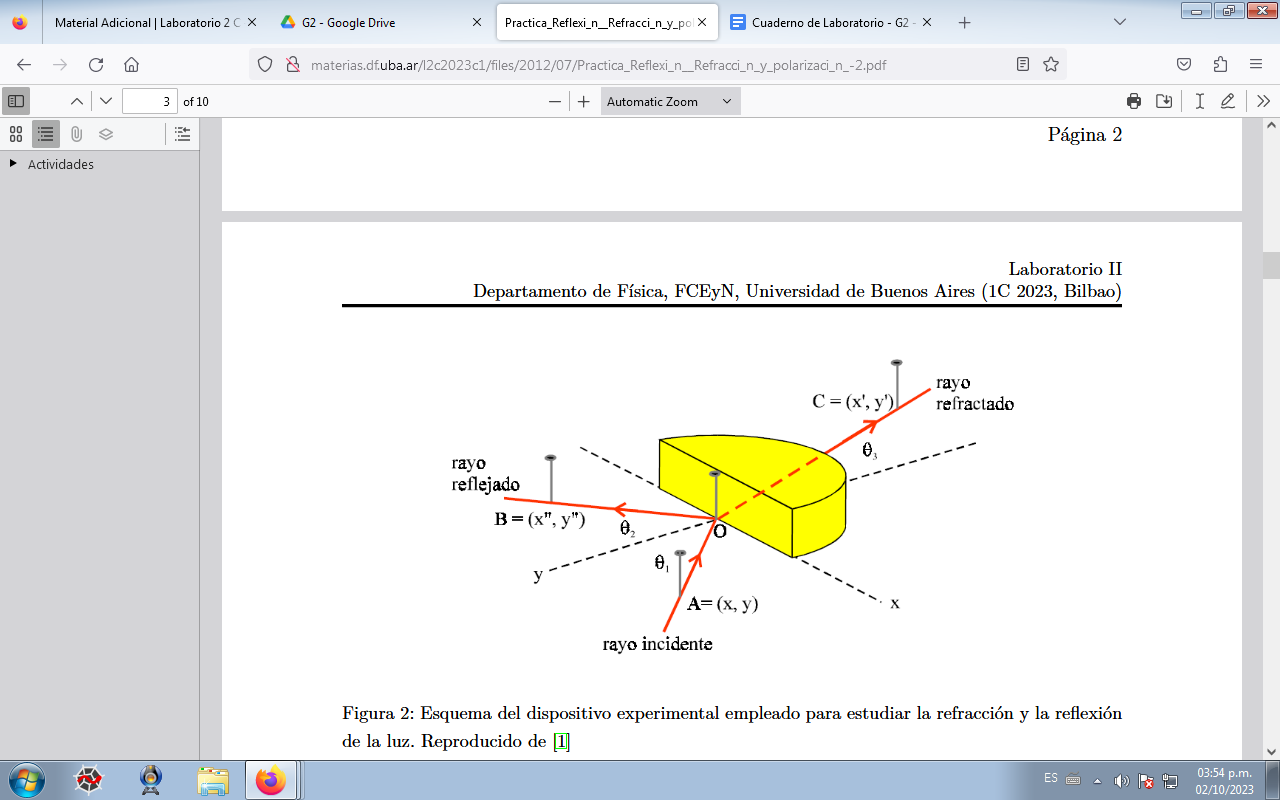 Material Adicional | Laboratorio 2 C
G2 - Google Drive
Practica_Reflexi_n__Refracci_n_y_pol
Cuaderno de Laboratorio - G2 -
materias.df.uba.ar/l2c2023c1/files/2012/07/Practica_Reflexi_n__Refracci_n_y_polarizaci_n_-2.pdf
3 of 10
Automatic Zoom
Actividades
Página 2
Laboratorio II
Departamento de Física, FCEyN, Universidad de Buenos Aires (1C 2023, Bilbao)
rayo
refractado
C = (x', y')
θ3
rayo
reflejado
B = (x", y")
θ2
O
θ1
y
A= (x, y)
x
rayo incidente
Figura 2: Esquema del dispositivo experimental empleado para estudiar la refracción y la reflexión
de la luz. Reproducido de [1]
ES
03:54 p.m.
02/10/2023